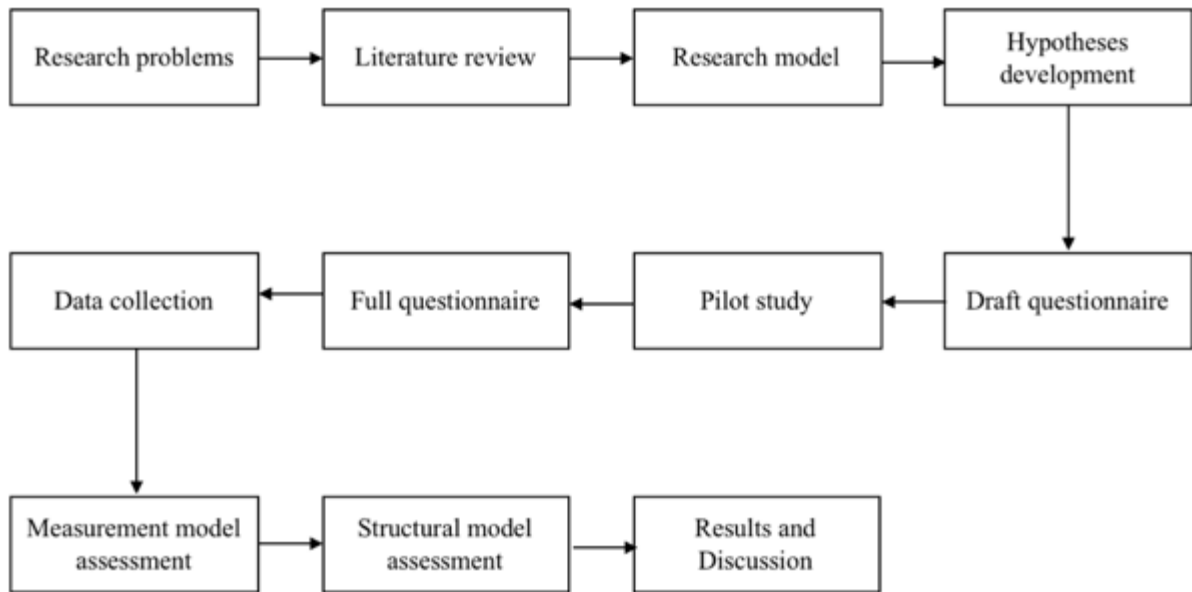 Research problems
Literature review
Research model
Hypotheses
development
Data collection
Full questionnaire
Pilot study
Draft questionnaire
Measurement model
assessment
Structural model
assessment
Results and
Discussion